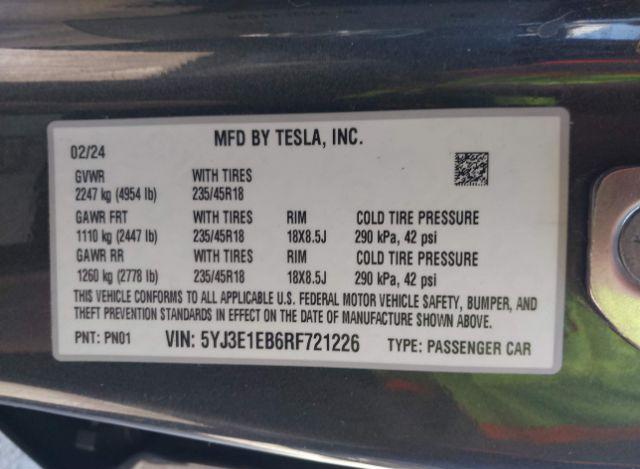 MFD BY TESLA, INC.
02/24
GVWR WITH TIRES
2247 kg (4954 lb) 235/45R18
GAWR FRT WITH TIRES RIM COLD TIRE PRESSURE
1110 kg (2447 lb) 235/45R18 18X8.5J 290 kPa, 42 psi
GAWR RR WITH TIRES RIM COLD TIRE PRESSURE
1260 kg (2778 lb) 235/45R18 18X8.5J 290 kPa, 42 psi
THIS VEHICLE CONFORMS TO ALL APPLICABLE U.S. FEDERAL MOTOR VEHICLE SAFETY, BUMPER, AND
THEFT PREVENTION STANDARDS IN EFFECT ON THE DATE OF MANUFACTURE SHOWN ABOVE.
PNT: PN01 VIN: 5YJ3E1EB6RF721226 TYPE: PASSENGER CAR